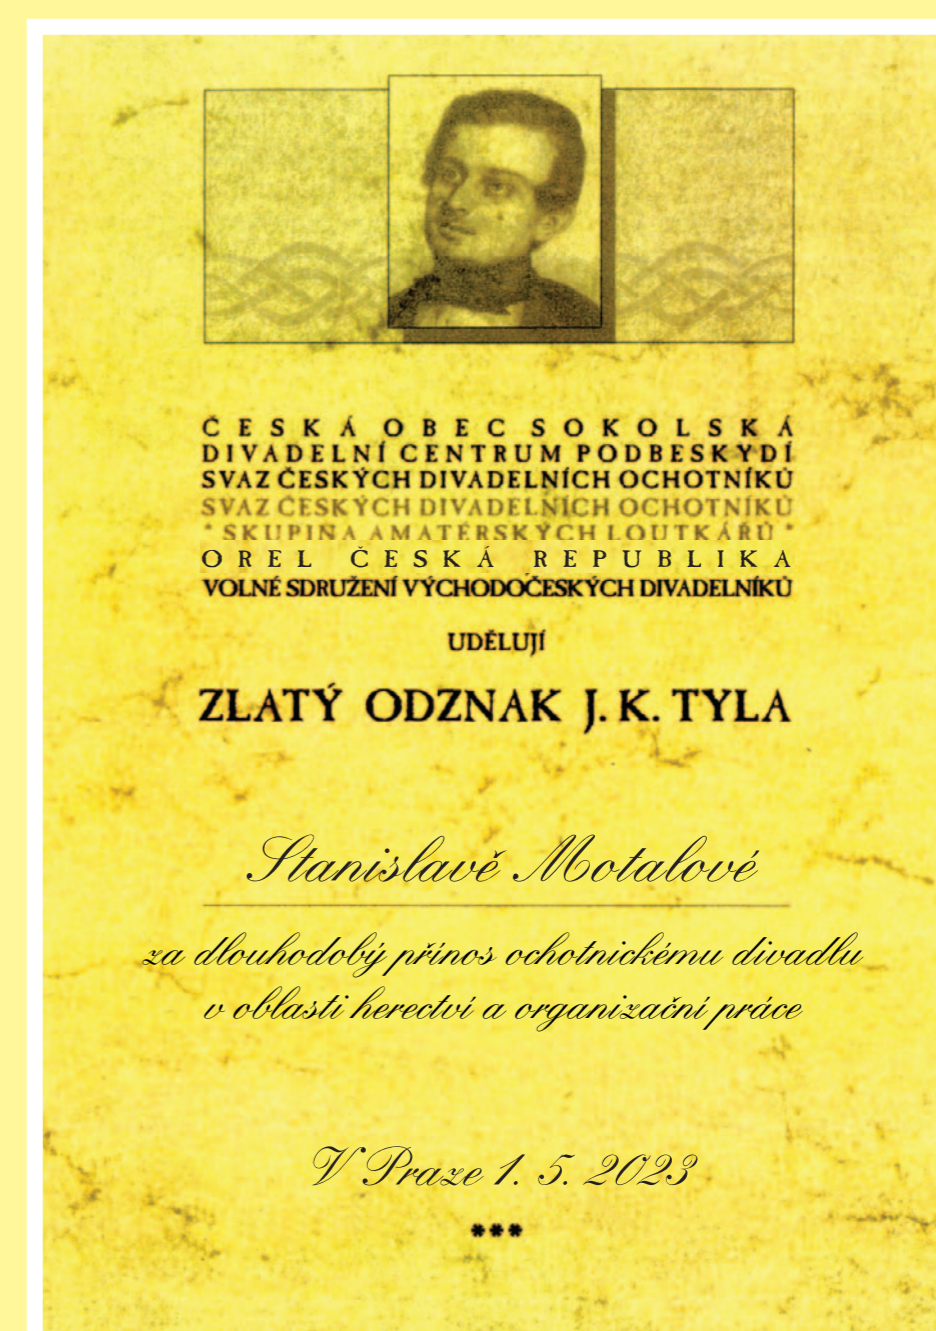 ČESKÁ OBEC SOKOLSKÁ
DIVADELNÍ CENTRUM PODBESKYDÍ
SVAZ ČESKÝCH DIVADELNÍCH OCHOTNÍKŮ
SVAZ ČESKÝCH DIVADELNÍCH OCHOTNÍKŮ
* SKUPINA AMATÉRSKÝCH LOUTKÁŘŮ *
OREL ČESKÁ REPUBLIKA
VOLNÉ SDRUŽENÍ VÝCHODOČESKÝCH DIVADELNÍKŮ
UDĚLUJÍ
ZLATÝ ODZNAK J. K. TYLA
Stanislavě Motalové
za dlouhodobý přínos ochotnickému divadlu
v oblasti herectví a organizační práce
V Praze 1. 5. 2023
***